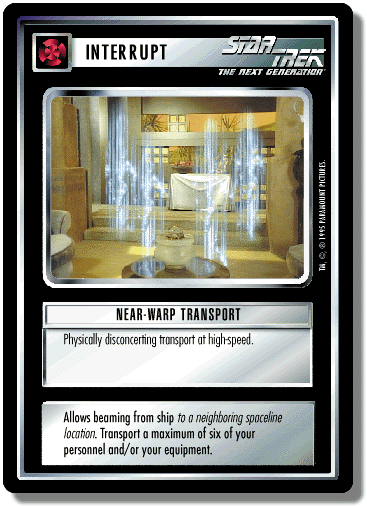 INTERRUPT
STAR TREK
THE NEXT GENERATION®
TM, © ® 1995 PARAMOUNT PICTURES.
NEAR-WARP TRANSPORT
Physically disconcerting transport at high-speed.
Allows beaming from ship to a neighboring spaceline
location. Transport a maximum of six of your
personnel and/or your equipment.